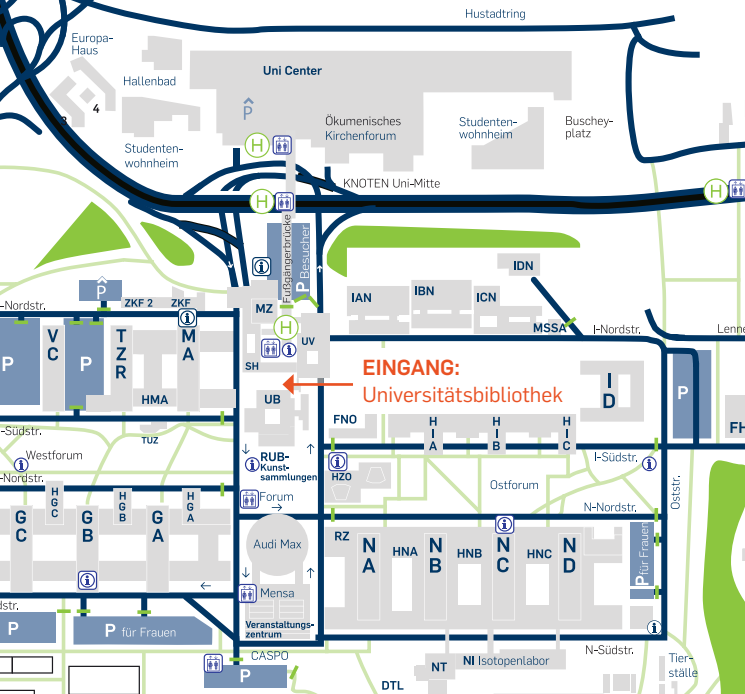 Hustadtring
Europa-
Haus
Hallenbad
Uni Center
4
P
Ökumenisches
Kirchenforum
Studenten-
wohnheim
Buschey-
platz
Studenten-
wohnheim
H
KNOTEN Uni-Mitte
H
H
Fußgängerbrücke
P Besucher
i
IDN
P
IAN
IBN
ICN
-Nordstr.
ZKF 2
ZKF
MZ
i
H
MSSA
I-Nordstr.
Lenne
P
VC
P
TZR
MA
UV
i
SH
EINGANG:
Universitätsbibliothek
ID
P
HMA
UB
FNO
HIA
HIB
HIC
FH
-Südstr.
TUZ
Westforum
i
i
RUB-
Kunst-
sammlungen
i
HZO
I-Südstr.
i
Ostforum
-Nordstr.
Forum
N-Nordstr.
Oststr.
HGC
HGB
HGA
GC
GB
GA
Audi Max
RZ
NA
HNA
NB
HNB
i
NC
HNC
ND
P für Frauen
i
Mensa
dstr.
P
P für Frauen
Veranstaltungs-
zentrum
i
CASPO
P
NT
NI Isotopenlabor
N-Südstr.
Tier-
ställe
DTL